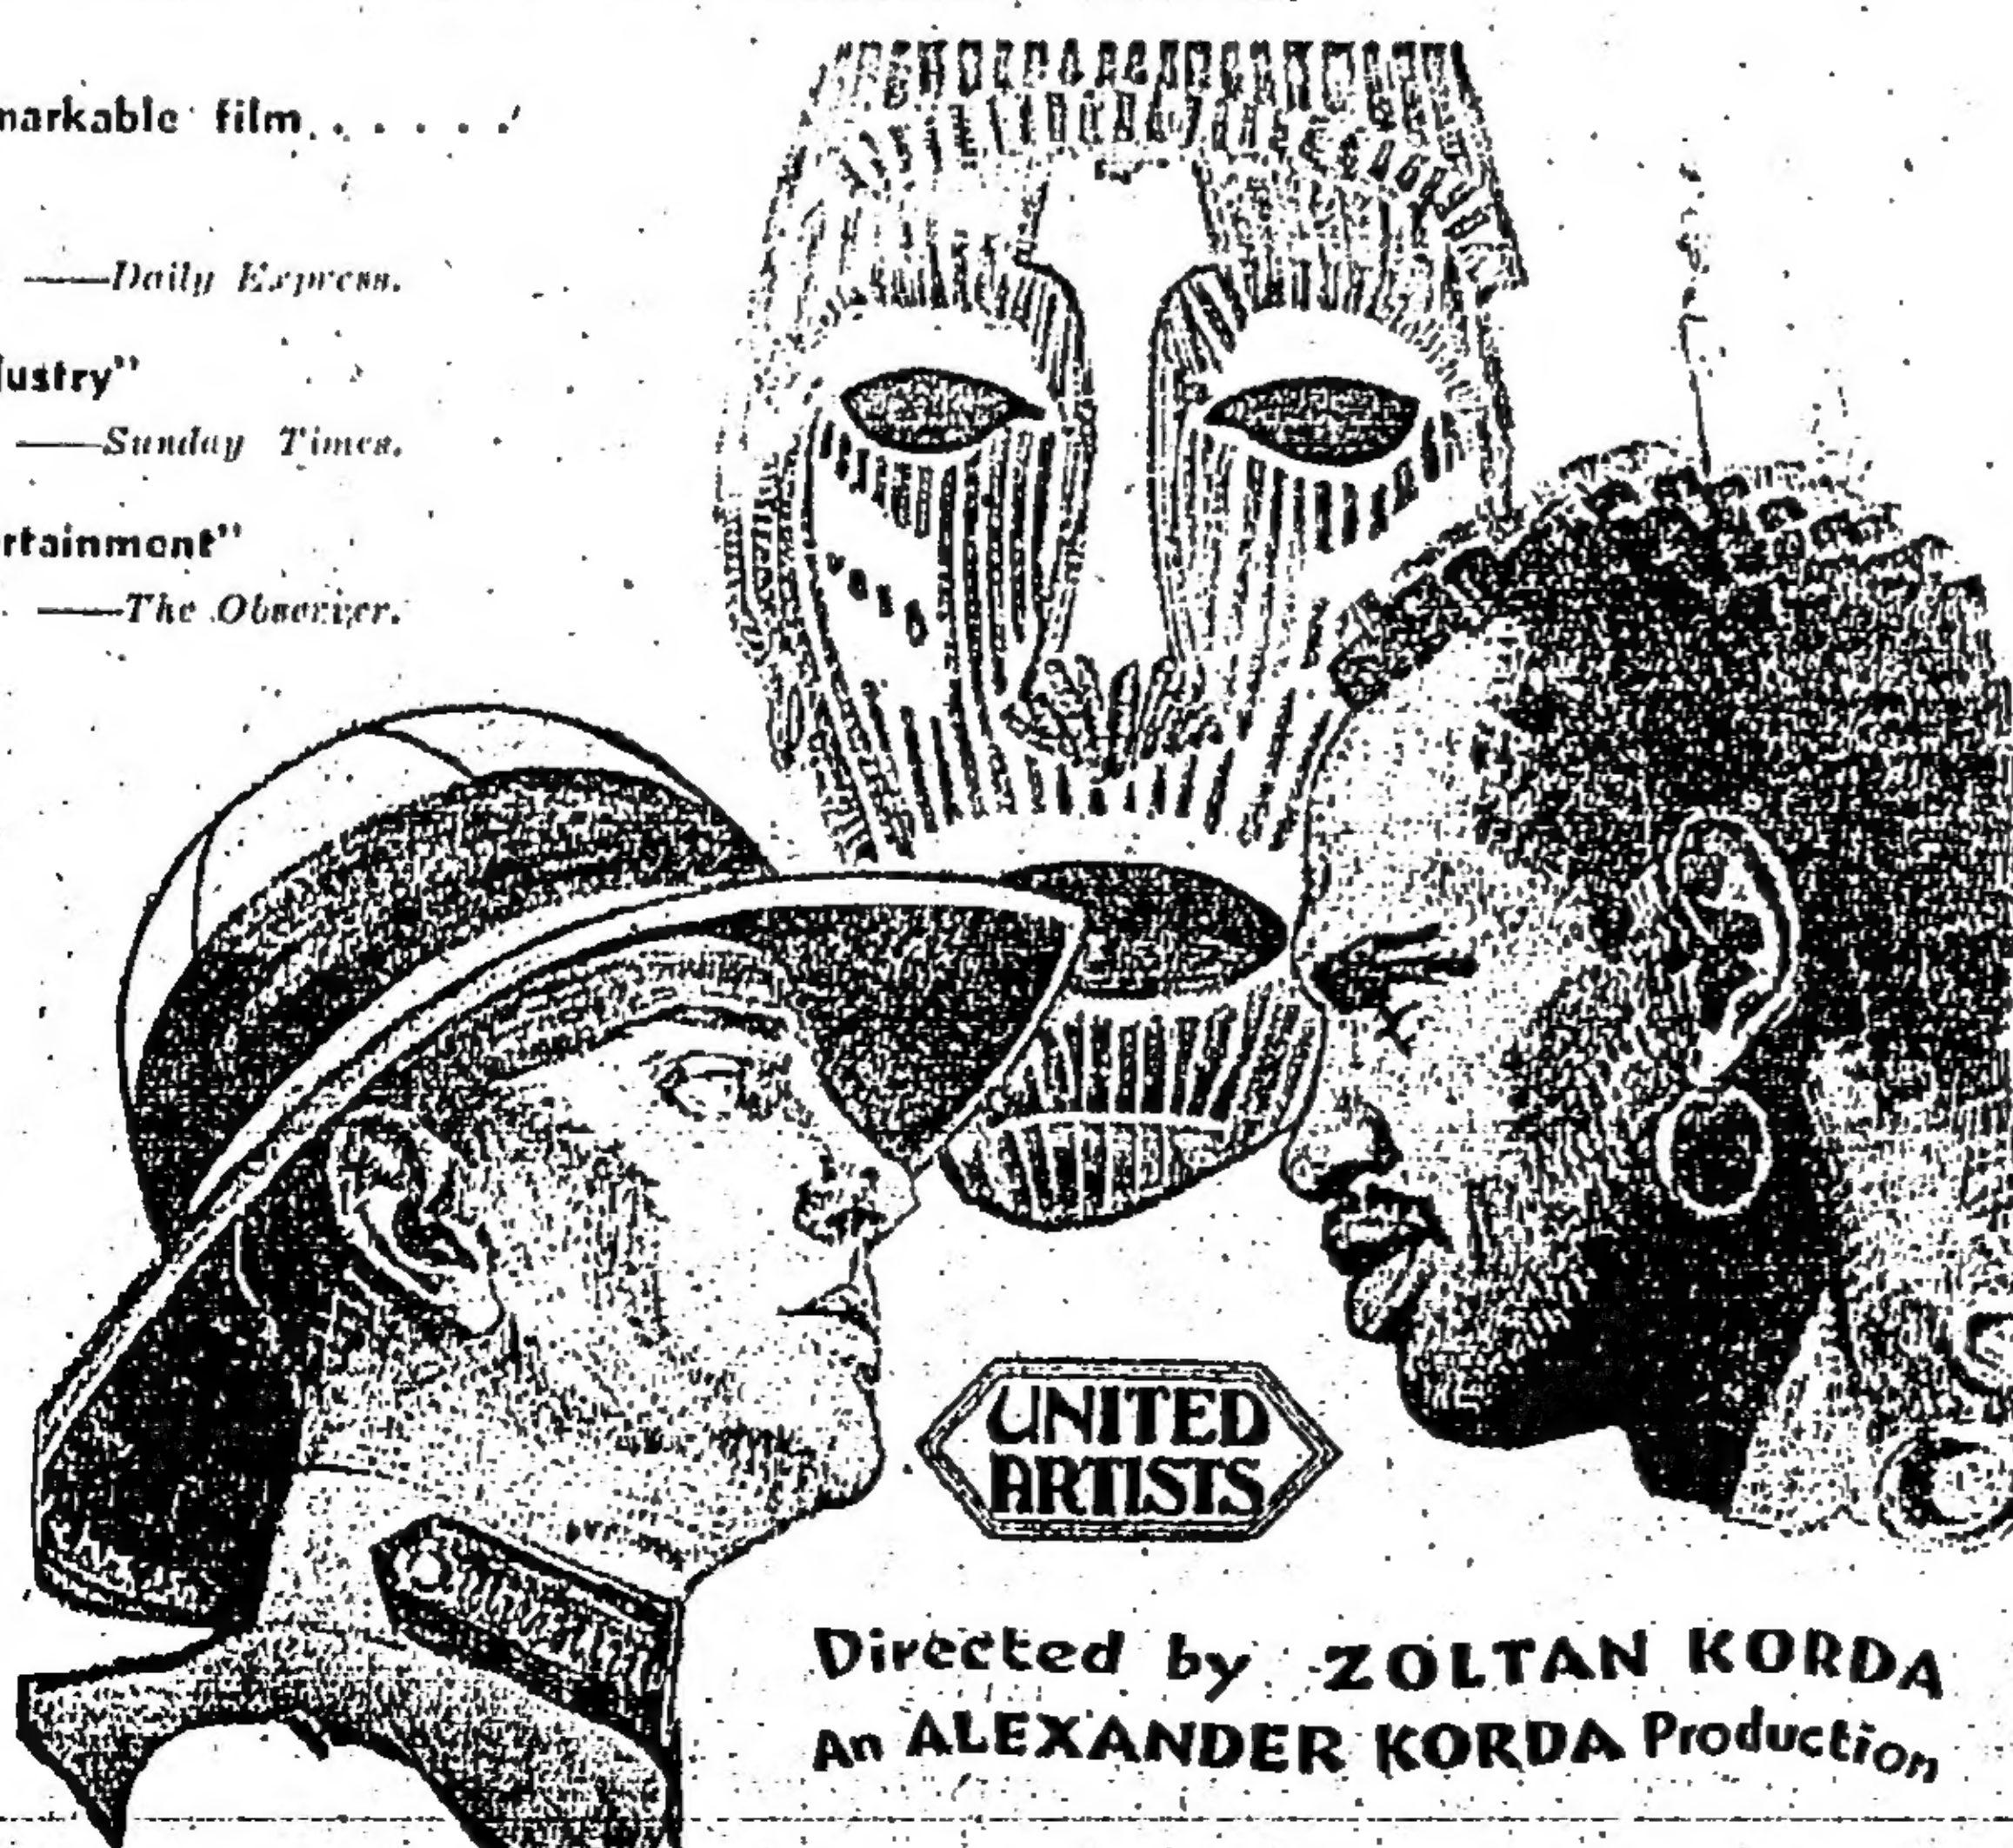 markable film . . . . . .
—Daily Express.
dustry"
—Sunday Times.
rtainment"
—The Observer.
UNITED
ARTISTS
Directed by ZOLTAN KORDA
An ALEXANDER KORDA Production